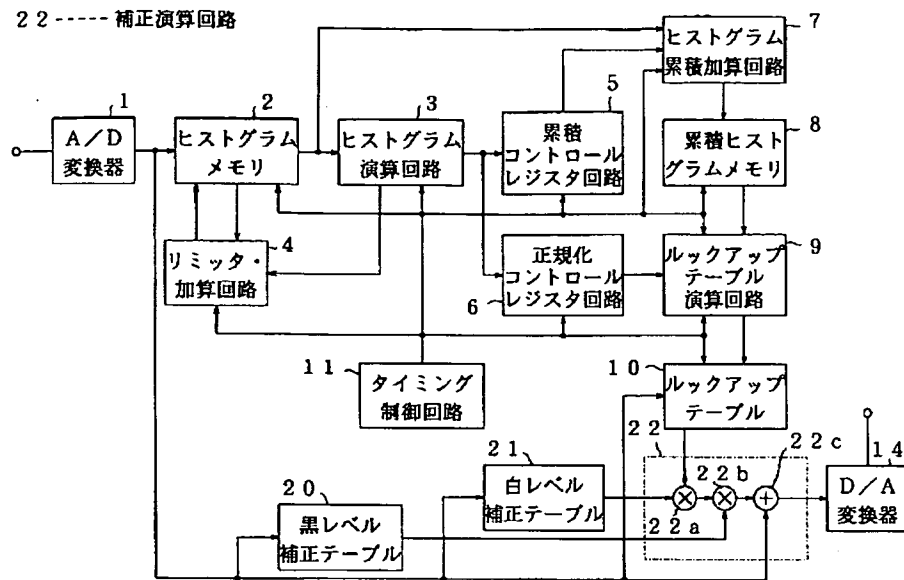 22-----補正演算回路
1
A/D
変換器
2
ヒストグラム
メモリ
3
ヒストグラム
演算回路
4
リミッタ・
加算回路
5
累積
コントロール
レジスタ回路
6
正規化
コントロール
レジスタ回路
7
ヒストグラム
累積加算回路
8
累積ヒスト
グラムメモリ
9
ルックアップ
テーブル
演算回路
10
ルックアップ
テーブル
11
タイミング
制御回路
20
黒レベル
補正テーブル
21
白レベル
補正テーブル
22
22a
22b
22c
14
D/A
変換器